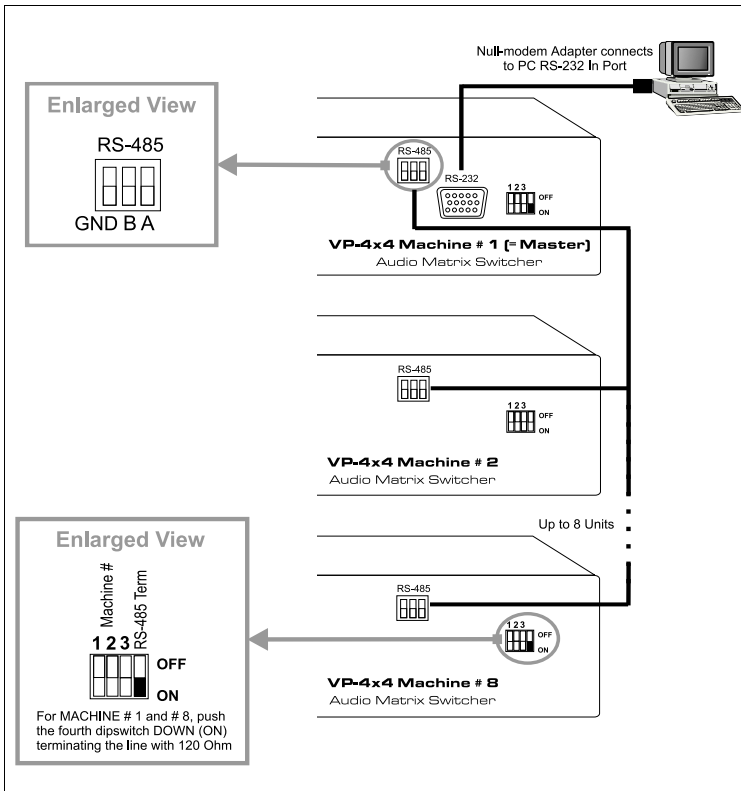 Null-modem Adapter connects
to PC RS-232 In Port
Enlarged View
RS-485
GND B A
RS-485
RS-232
1 2 3
OFF
ON
VP-4x4 Machine # 1 (= Master)
Audio Matrix Switcher
RS-485
1 2 3
OFF
ON
VP-4x4 Machine # 2
Audio Matrix Switcher
Up to 8 Units
Enlarged View
Machine #
RS-485 Term
1 2 3
OFF
ON
For MACHINE # 1 and # 8, push
the fourth dipswitch DOWN (ON)
terminating the line with 120 Ohm
RS-485
1 2 3
OFF
ON
VP-4x4 Machine # 8
Audio Matrix Switcher